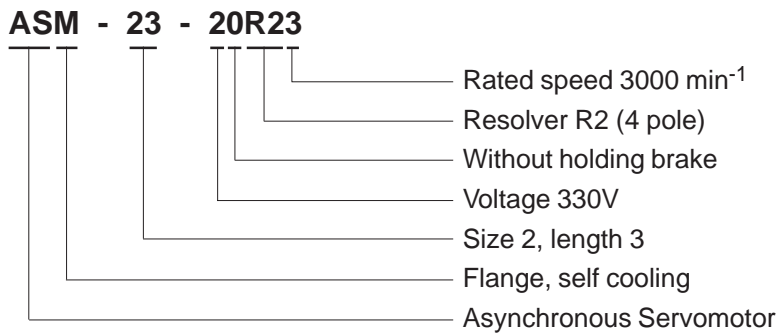 ASM - 23 - 20R23
Rated speed 3000 min-1
Resolver R2 (4 pole)
Without holding brake
Voltage 330V
Size 2, length 3
Flange, self cooling
Asynchronous Servomotor